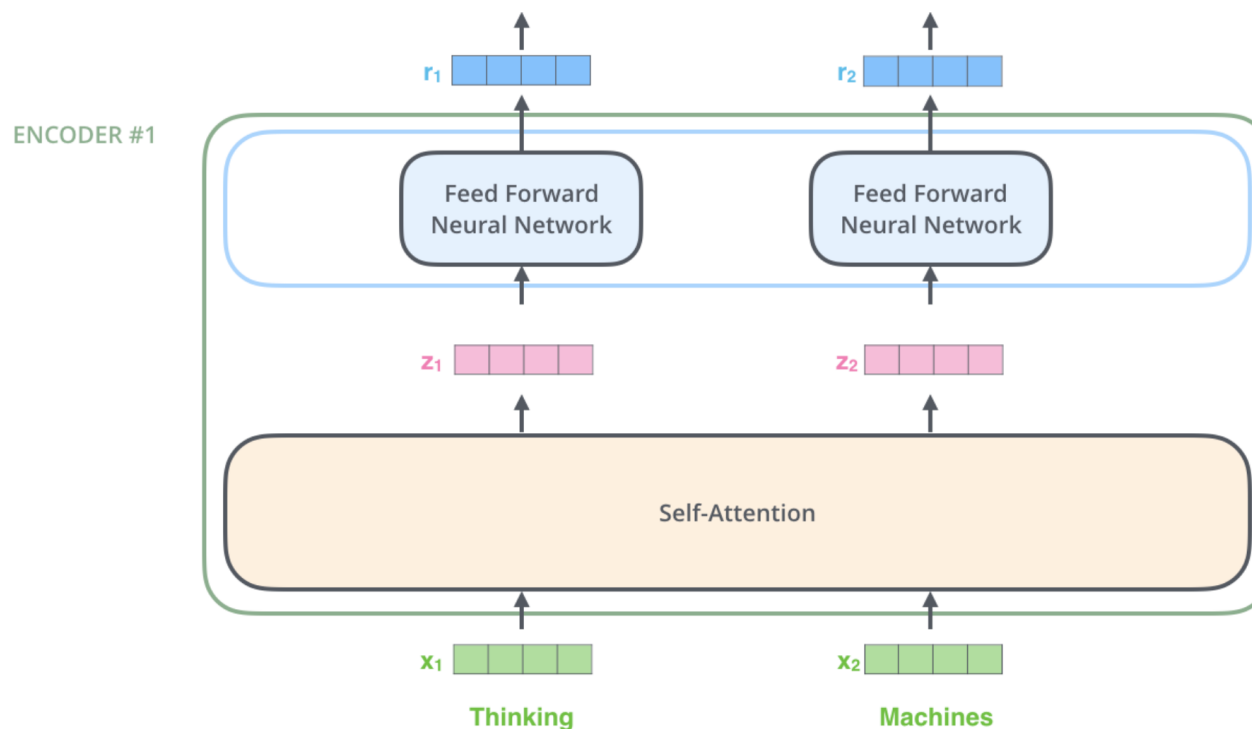 r₁
r₂
ENCODER #1
Feed Forward
Neural Network
Feed Forward
Neural Network
z₁
z₂
Self-Attention
x₁
x₂
Thinking
Machines